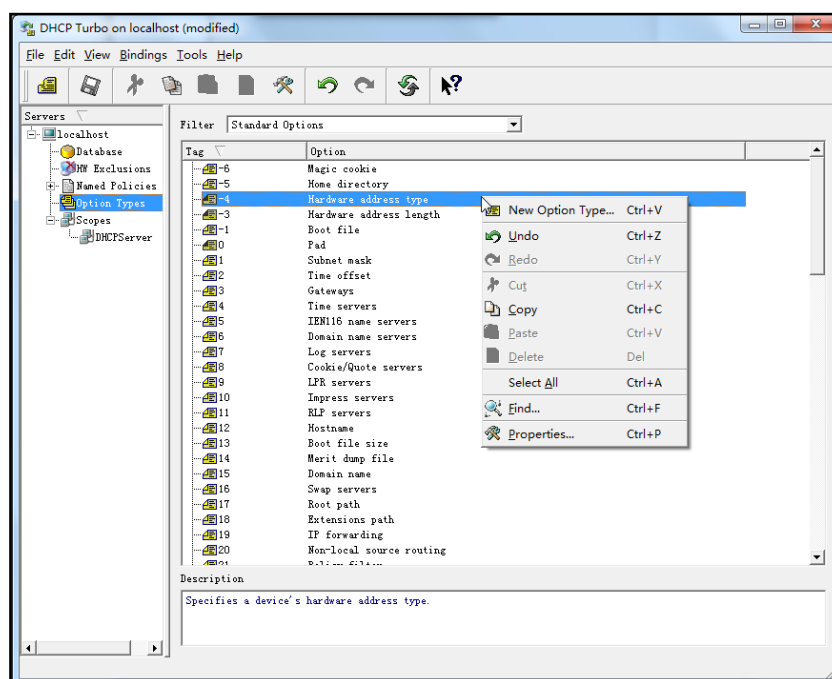 DHCP Turbo on localhost (modified)
File Edit View Bindings Tools Help
Servers
localhost
Database
HW Exclusions
Named Policies
Option Types
Scopes
DHCPServer
Filter Standard Options
Tag Option
-6 Magic cookie
-5 Home directory
-4 Hardware address type
-3 Hardware address length
-1 Boot file
0 Pad
1 Subnet mask
2 Time offset
3 Gateways
4 Time servers
5 IEN116 name servers
6 Domain name servers
7 Log servers
8 Cookie/Quote servers
9 LPR servers
10 Impress servers
11 RLP servers
12 Hostname
13 Boot file size
14 Merit dump file
15 Domain name
16 Swap servers
17 Root path
18 Extensions path
19 IP forwarding
20 Non-local source routing
21 Policy filter
New Option Type... Ctrl+V
Undo Ctrl+Z
Redo Ctrl+Y
Cut Ctrl+X
Copy Ctrl+C
Paste Ctrl+V
Delete Del
Select All Ctrl+A
Find... Ctrl+F
Properties... Ctrl+P
Description
Specifies a device's hardware address type.